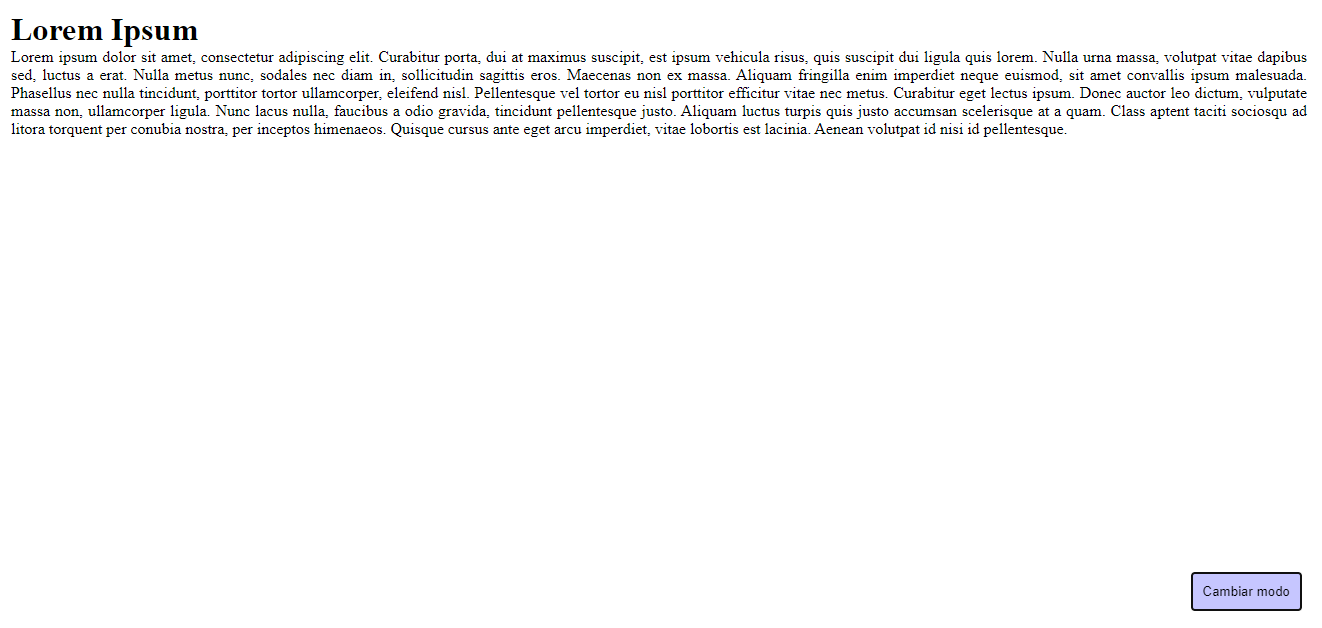 Lorem Ipsum
Lorem ipsum dolor sit amet, consectetur adipiscing elit. Curabitur porta, dui at maximus suscipit, est ipsum vehicula risus, quis suscipit dui ligula quis lorem. Nulla urna massa, volutpat vitae dapibus
sed, luctus a erat. Nulla metus nunc, sodales nec diam in, sollicitudin sagittis eros. Maecenas non ex massa. Aliquam fringilla enim imperdiet neque euismod, sit amet convallis ipsum malesuada.
Phasellus nec nulla tincidunt, porttitor tortor ullamcorper, eleifend nisl. Pellentesque vel tortor eu nisl porttitor efficitur vitae nec metus. Curabitur eget lectus ipsum. Donec auctor leo dictum, vulputate
massa non, ullamcorper ligula. Nunc lacus nulla, faucibus a odio gravida, tincidunt pellentesque justo. Aliquam luctus turpis quis justo accumsan scelerisque at a quam. Class aptent taciti sociosqu ad
litora torquent per conubia nostra, per inceptos himenaeos. Quisque cursus ante eget arcu imperdiet, vitae lobortis est lacinia. Aenean volutpat id nisi id pellentesque.
Cambiar modo